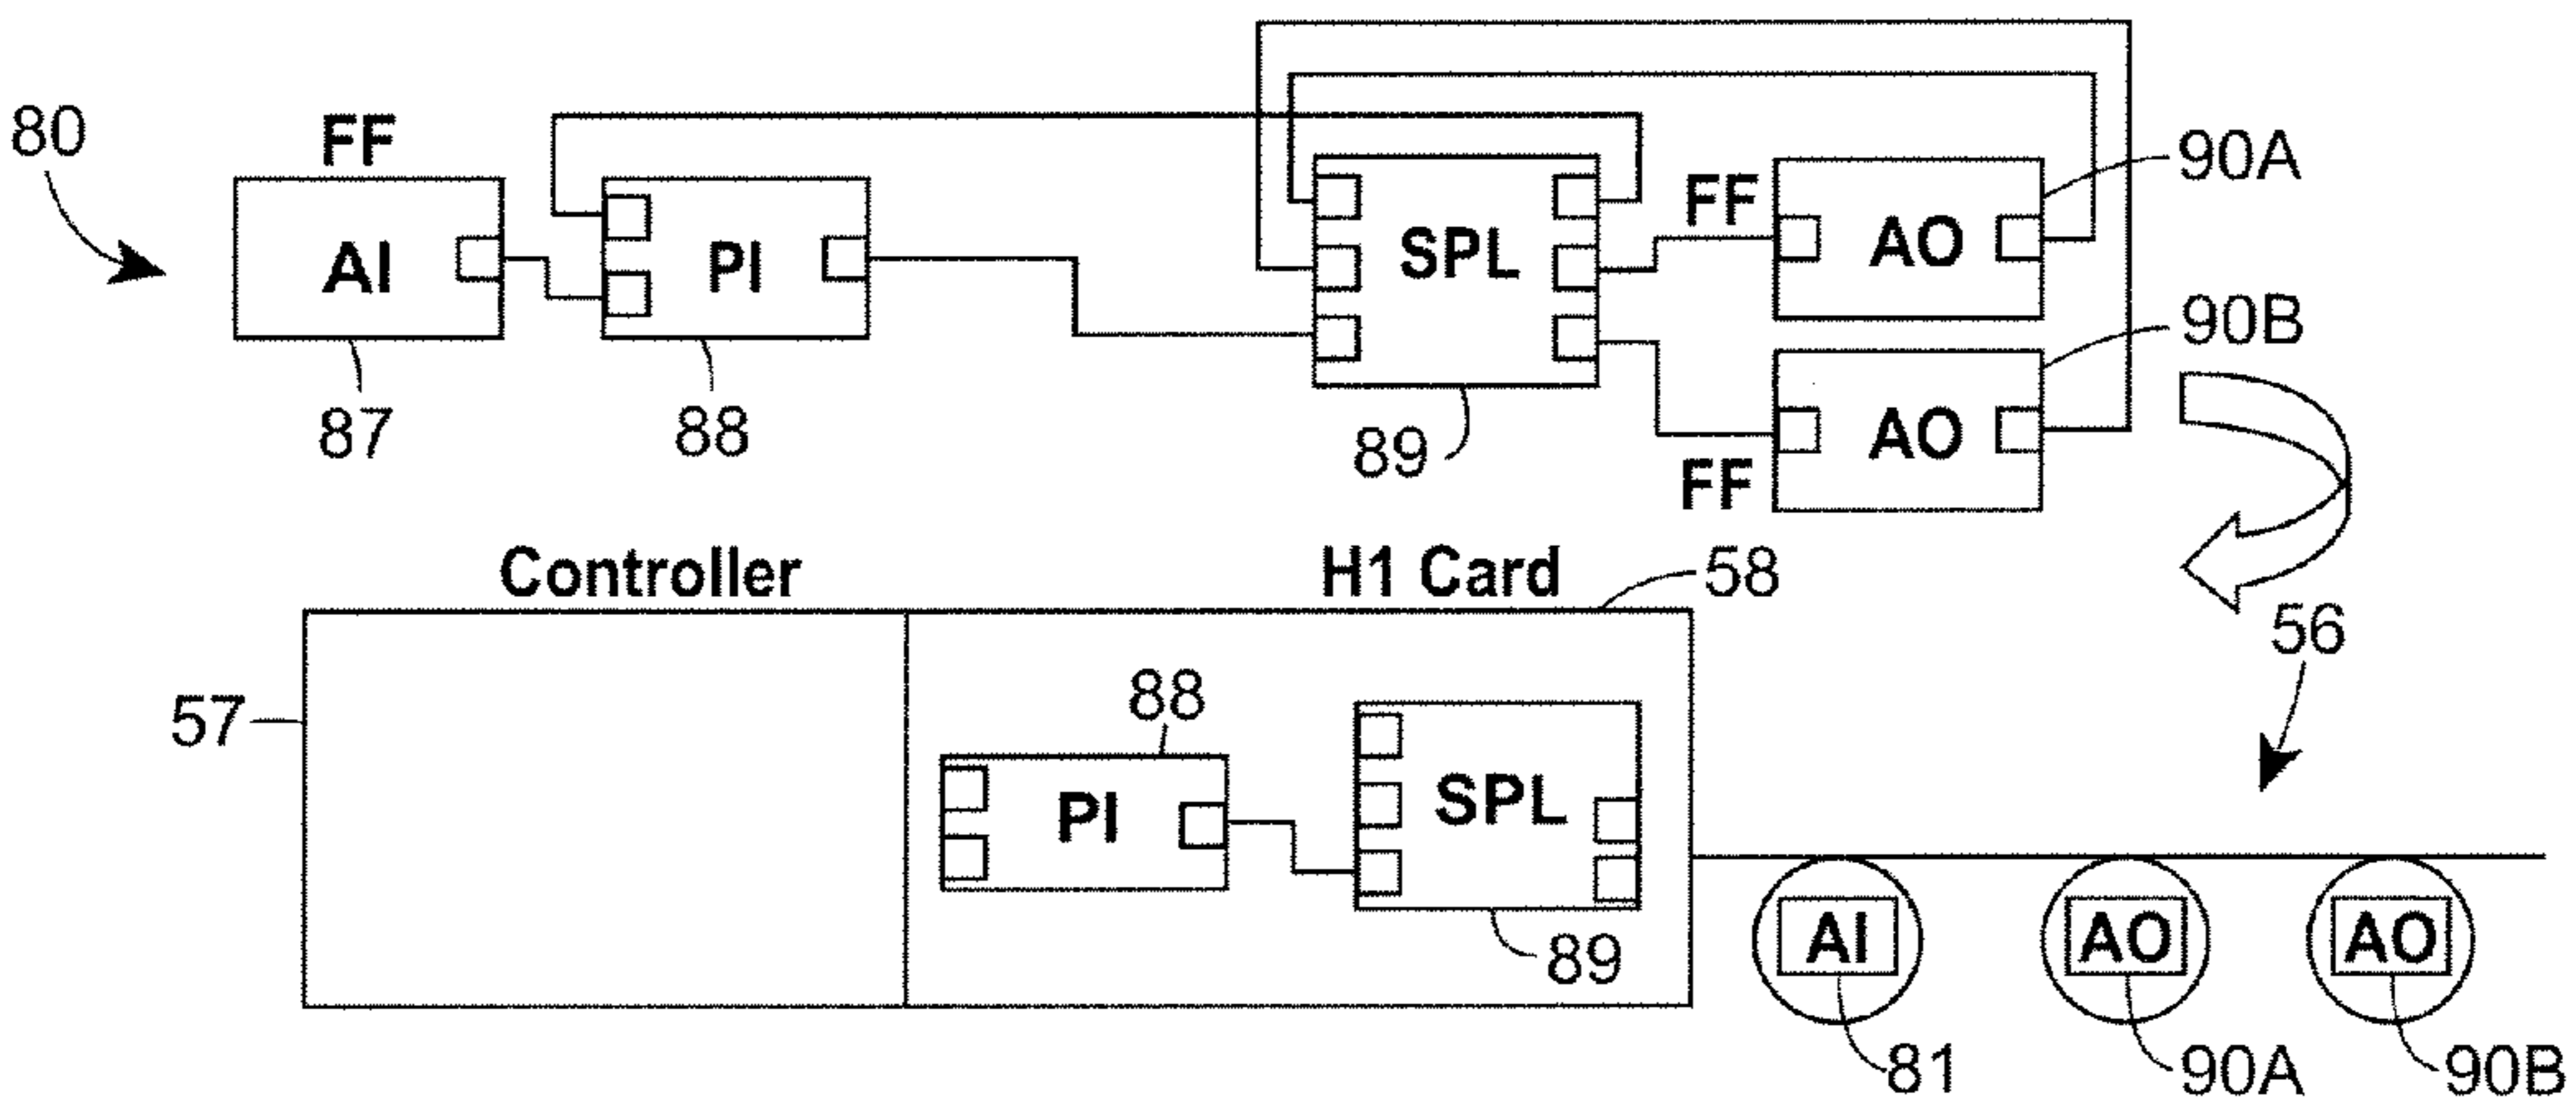 80
FF
AI
87
PI
88
SPL
89
FF
AO
90A
FF
AO
90B
Controller
H1 Card
58
57
88
PI
SPL
89
56
AI
81
AO
90A
AO
90B